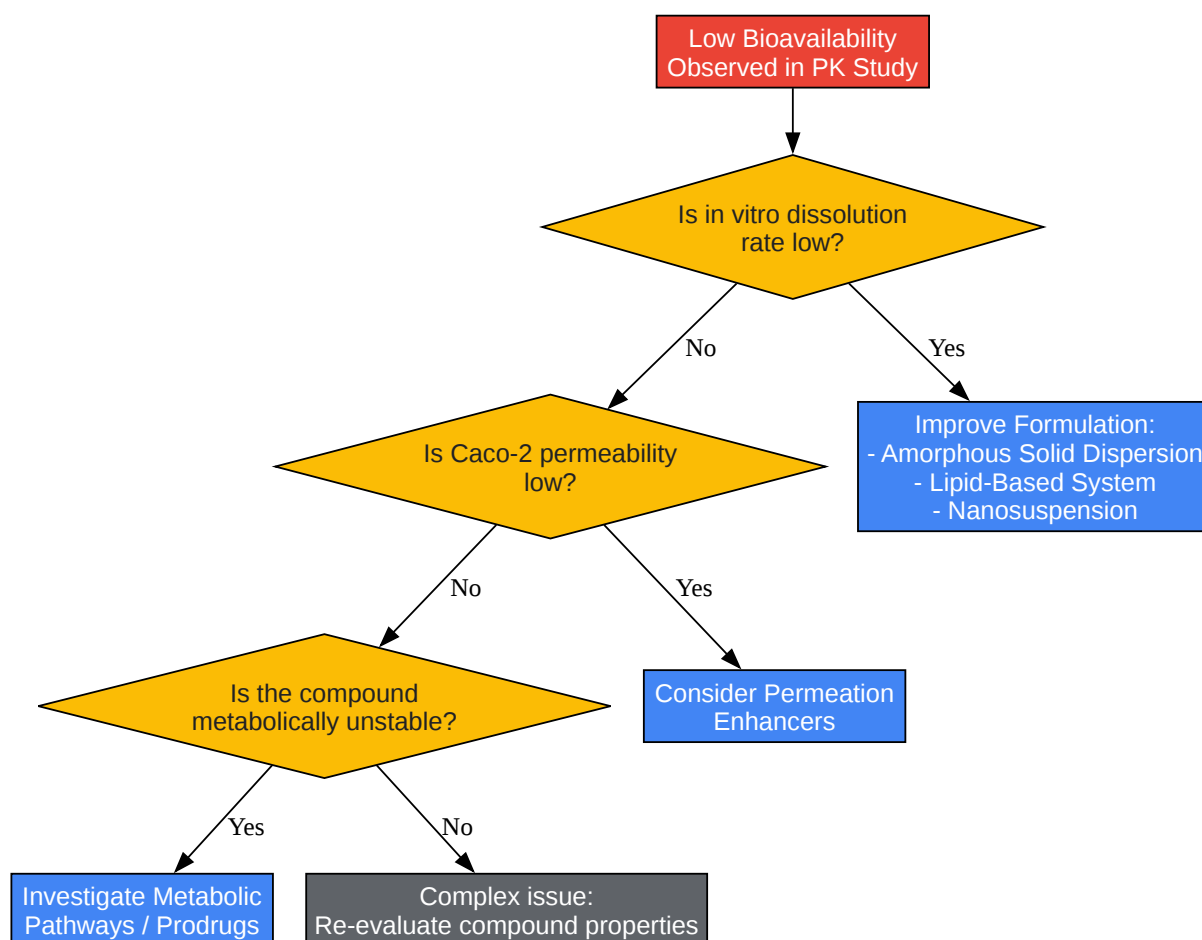 Low Bioavailability
Observed in PK Study
Is in vitro dissolution
rate low?
No
Yes
Is Caco-2 permeability
low?
Improve Formulation:
- Amorphous Solid Dispersion
- Lipid-Based System
- Nanosuspension
No
Yes
Is the compound
metabolically unstable?
Consider Permeation
Enhancers
Yes
No
Investigate Metabolic
Pathways / Prodrugs
Complex issue:
Re-evaluate compound properties